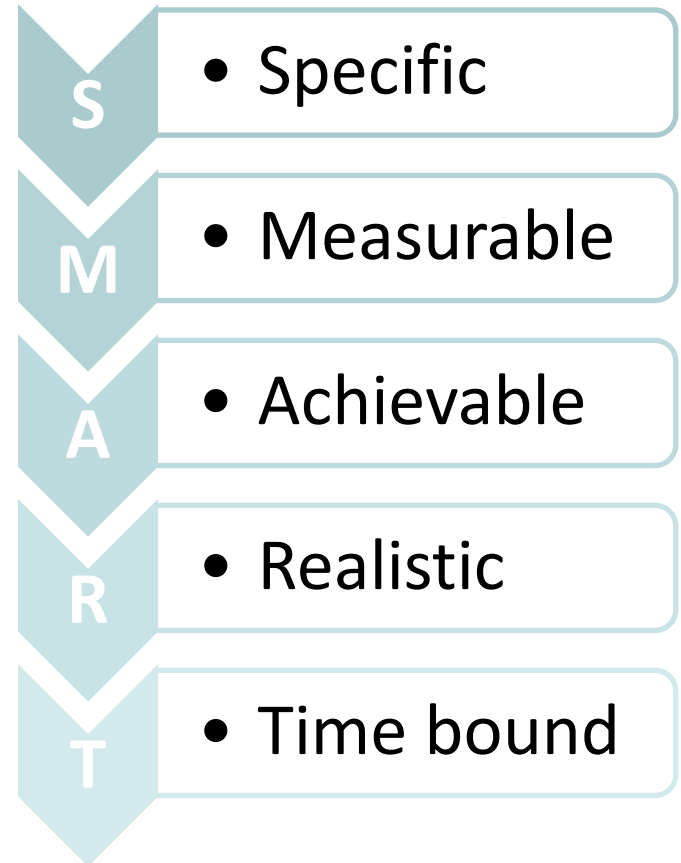 S
• Specific
M
• Measurable
A
• Achievable
R
• Realistic
T
• Time bound